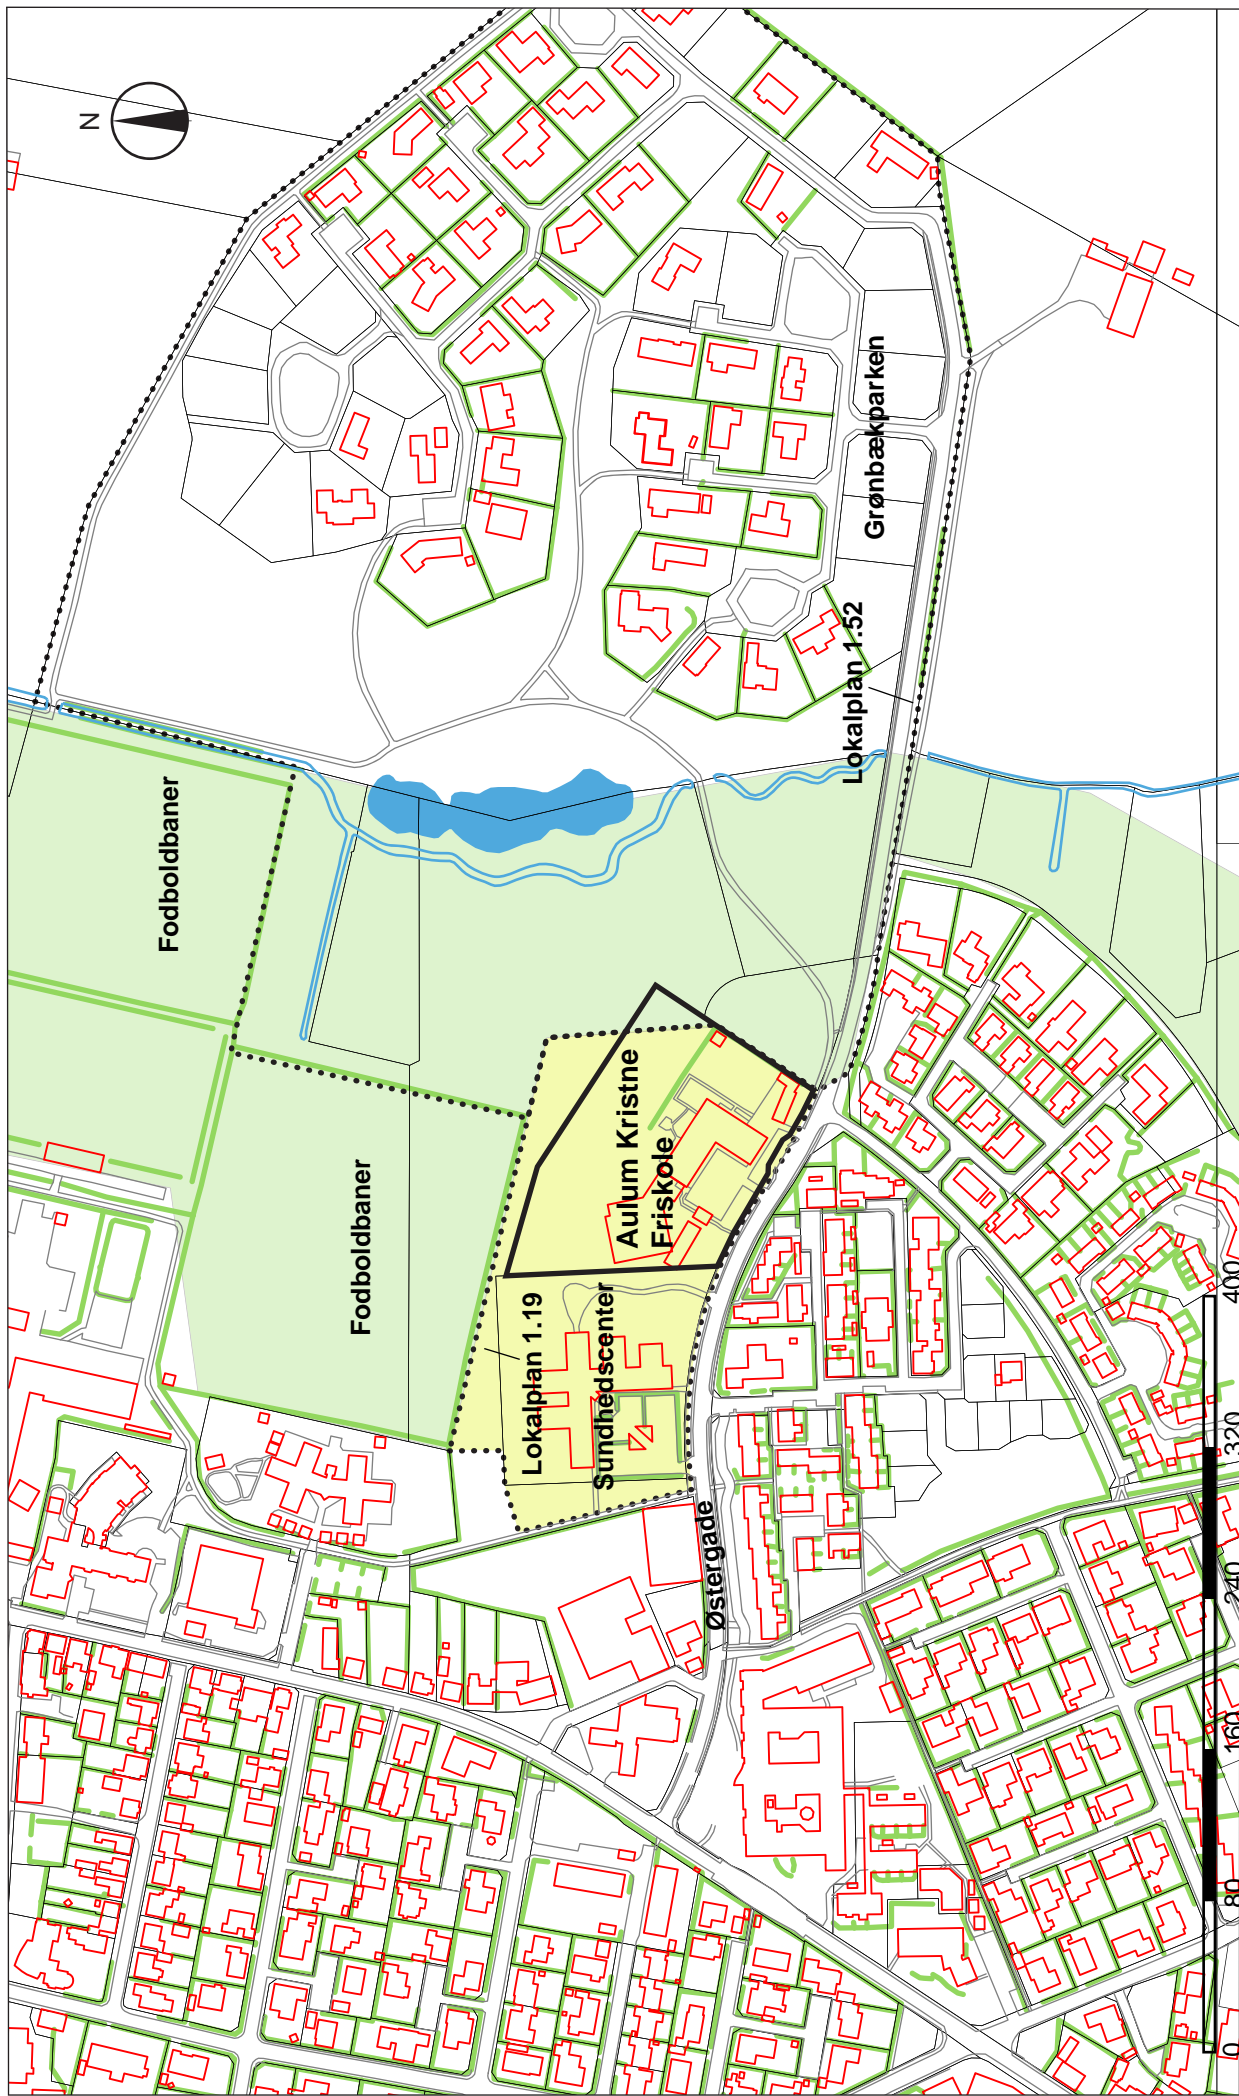 N
Fodboldbaner
Fodboldbaner
Lokalplan 1.19
Sundhedscenter
Aulum Kristne
Friskole
Østergade
Lokalplan 1.52
Grønbækparken
0
80
160
240
320
400